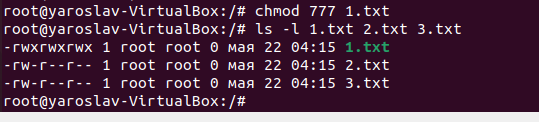 root@yaroslav-VirtualBox:/# chmod 777 1.txt
root@yaroslav-VirtualBox:/# ls -l 1.txt 2.txt 3.txt
-rwxrwxrwx 1 root root 0 мая 22 04:15 1.txt
-rw-r--r-- 1 root root 0 мая 22 04:15 2.txt
-rw-r--r-- 1 root root 0 мая 22 04:15 3.txt
root@yaroslav-VirtualBox:/#